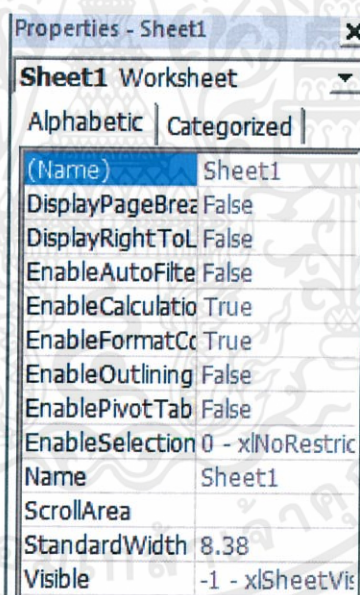 Properties - Sheet1
Sheet1 Worksheet
Alphabetic Categorized
(Name) Sheet1
DisplayPageBrea False
DisplayRightToL False
EnableAutoFilte False
EnableCalculatio True
EnableFormatCo True
EnableOutlining False
EnablePivotTab False
EnableSelection 0 - xlNoRestric
Name Sheet1
ScrollArea
StandardWidth 8.38
Visible -1 - xlSheetVis